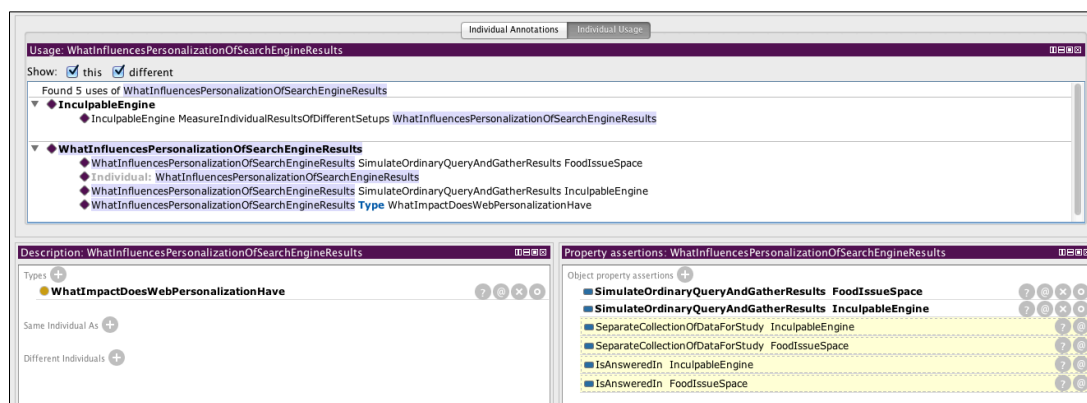 Individual Annotations Individual Usage
Usage: WhatInfluencesPersonalizationOfSearchEngineResults
Show: this different
Found 5 uses of WhatInfluencesPersonalizationOfSearchEngineResults
InculpableEngine
InculpableEngine MeasureIndividualResultsOfDifferentSetups WhatInfluencesPersonalizationOfSearchEngineResults
WhatInfluencesPersonalizationOfSearchEngineResults
WhatInfluencesPersonalizationOfSearchEngineResults SimulateOrdinaryQueryAndGatherResults FoodIssueSpace
Individual: WhatInfluencesPersonalizationOfSearchEngineResults
WhatInfluencesPersonalizationOfSearchEngineResults SimulateOrdinaryQueryAndGatherResults InculpableEngine
WhatInfluencesPersonalizationOfSearchEngineResults Type WhatImpactDoesWebPersonalizationHave
Description: WhatInfluencesPersonalizationOfSearchEngineResults
Types
WhatImpactDoesWebPersonalizationHave
Same Individual As
Different Individuals
Property assertions: WhatInfluencesPersonalizationOfSearchEngineResults
Object property assertions
SimulateOrdinaryQueryAndGatherResults FoodIssueSpace
SimulateOrdinaryQueryAndGatherResults InculpableEngine
SeparateCollectionOfDataForStudy InculpableEngine
SeparateCollectionOfDataForStudy FoodIssueSpace
IsAnsweredIn InculpableEngine
IsAnsweredIn FoodIssueSpace